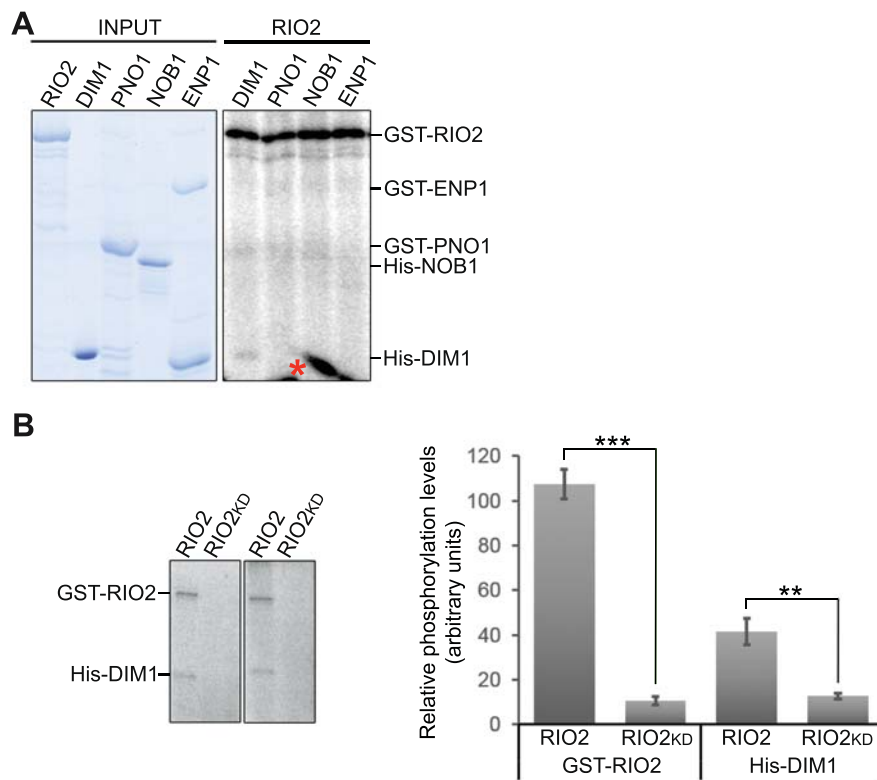 A
INPUT
RIO2
RIO2
DIM1
PNO1
NOB1
ENP1
DIM1
PNO1
NOB1
ENP1
GST-RIO2
GST-ENP1
GST-PNO1
His-NOB1
His-DIM1
*
B
RIO2
RIO2KD
RIO2
RIO2KD
GST-RIO2
His-DIM1
Relative phosphorylation levels
(arbitrary units)
120
100
80
60
40
20
0
***
**
RIO2
RIO2KD
RIO2
RIO2KD
GST-RIO2
His-DIM1